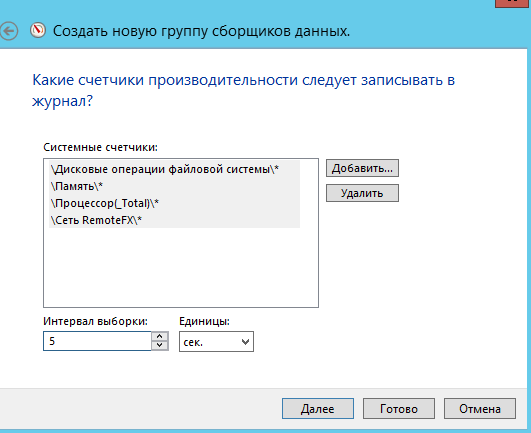 Создать новую группу сборщиков данных.
Какие счетчики производительности следует записывать в
журнал?
Системные счетчики:
\Дисковые операции файловой системы\*
\Память\*
\Процессор(_Total)\*
\Сеть RemoteFX\*
Добавить...
Удалить
Интервал выборки:
Единицы:
5
сек.
Далее
Готово
Отмена